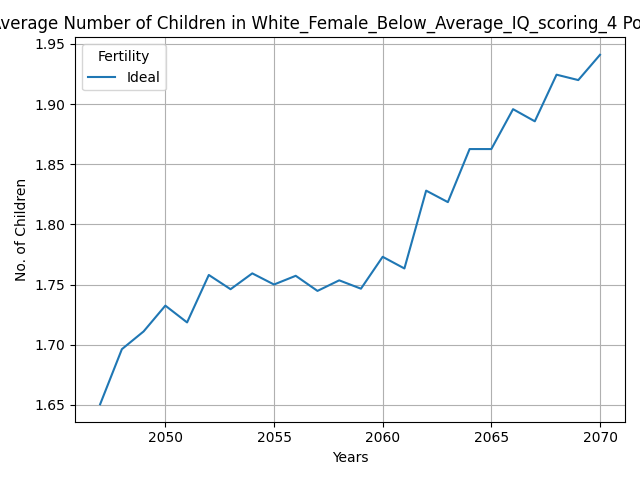 Average Number of Children in White_Female_Below_Average_IQ_scoring_4 Po
Fertility
Ideal
No. of Children
1.95
1.90
1.85
1.80
1.75
1.70
1.65
2050 2055 2060 2065 2070
Years